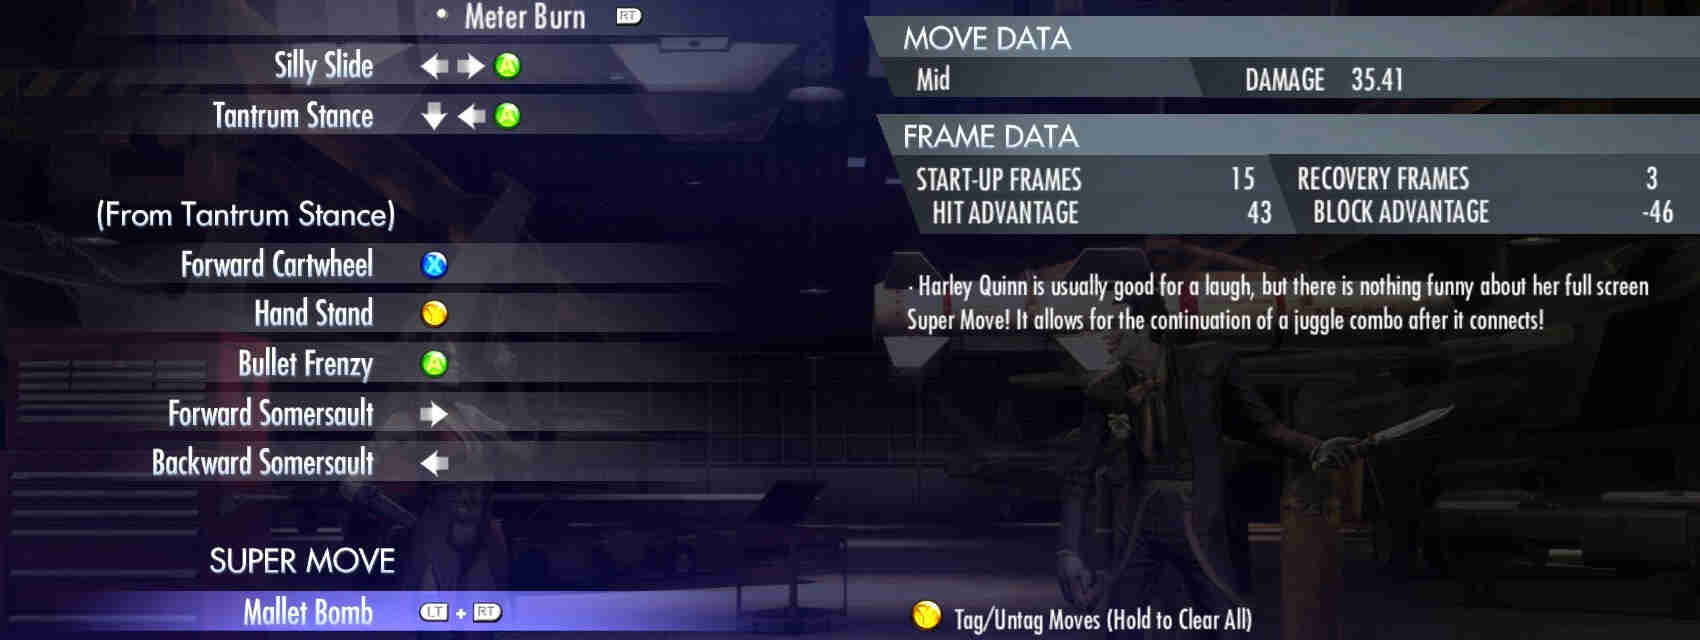 Meter Burn RT
Silly Slide A
Tantrum Stance A
(From Tantrum Stance)
Forward Cartwheel X
Hand Stand Y
Bullet Frenzy A
Forward Somersault
Backward Somersault
SUPER MOVE
Mallet Bomb LT + RT
MOVE DATA
Mid DAMAGE 35.41
FRAME DATA
START-UP FRAMES 15 RECOVERY FRAMES 3
HIT ADVANTAGE 43 BLOCK ADVANTAGE -46
· Harley Quinn is usually good for a laugh, but there is nothing funny about her full screen
Super Move! It allows for the continuation of a juggle combo after it connects!
Y Tag/Untag Moves (Hold to Clear All)